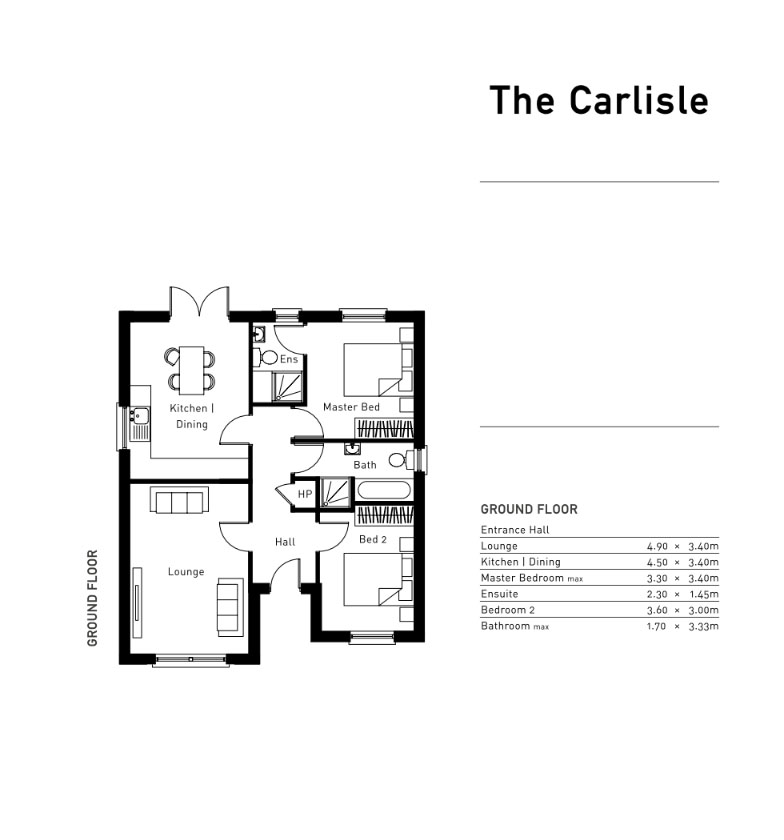 The Carlisle
Ens
Kitchen |
Dining
Master Bed
Bath
HP
Hall
Bed 2
Lounge
GROUND FLOOR
GROUND FLOOR
Entrance Hall
Lounge 4.90 × 3.40m
Kitchen | Dining 4.50 × 3.40m
Master Bedroom max 3.30 × 3.40m
Ensuite 2.30 × 1.45m
Bedroom 2 3.60 × 3.00m
Bathroom max 1.70 × 3.33m